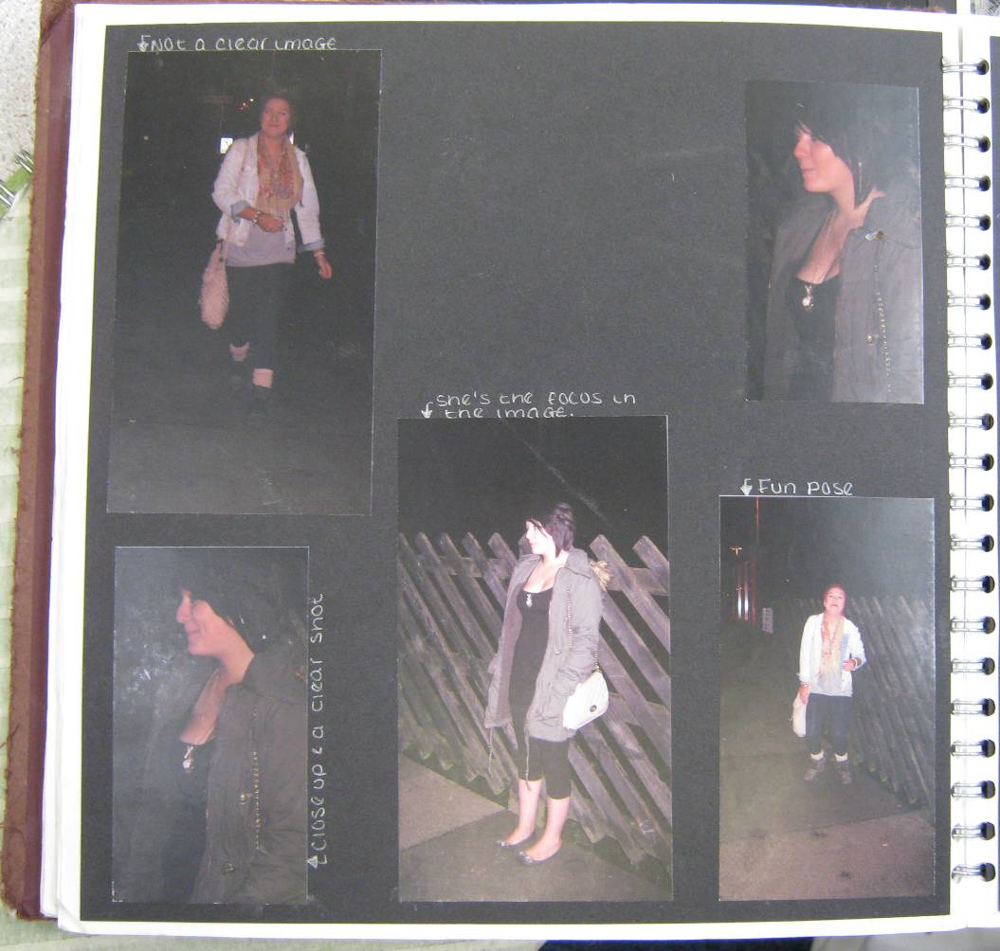 Not a clear image
She's the focus in
the image.
Fun pose
Close up & a clear shot